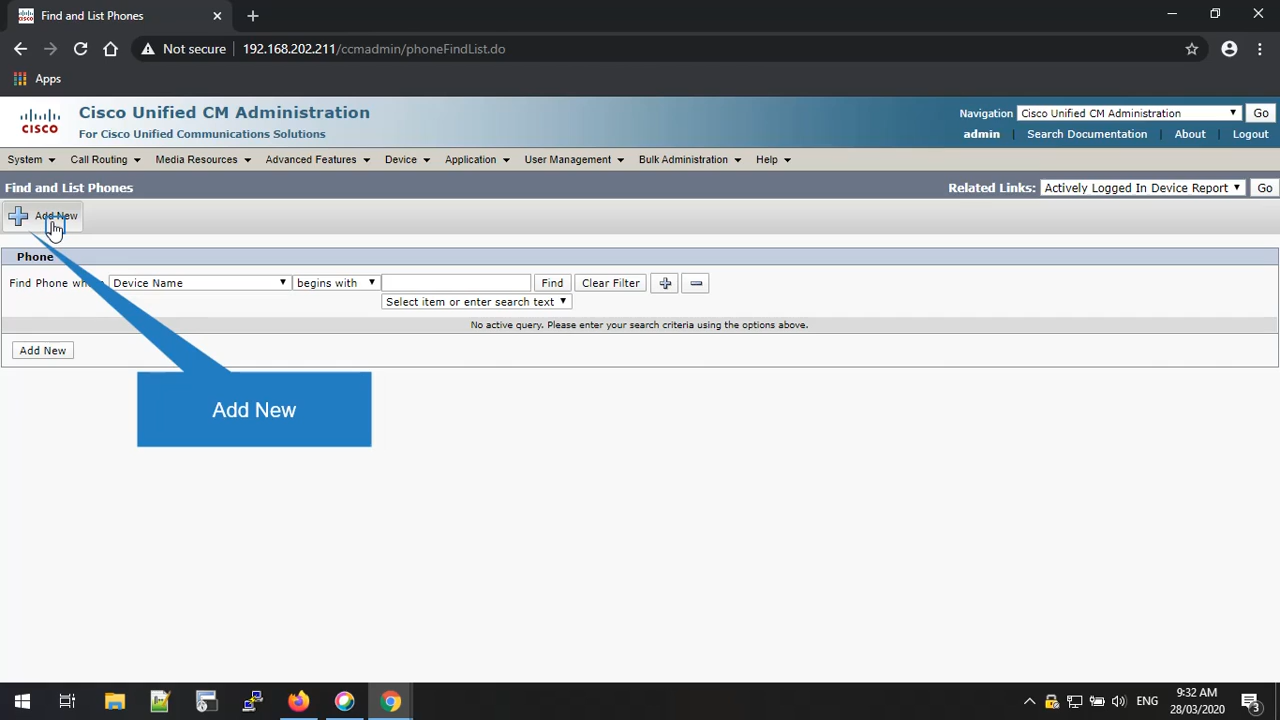 Find and List Phones
Not secure 192.168.202.211/ccmadmin/phoneFindList.do
Apps
CISCO
Cisco Unified CM Administration
For Cisco Unified Communications Solutions
Navigation Cisco Unified CM Administration Go
admin Search Documentation About Logout
System Call Routing Media Resources Advanced Features Device Application User Management Bulk Administration Help
Find and List Phones
Related Links: Actively Logged In Device Report Go
Add New
Phone
Find Phone Device Name begins with Find Clear Filter
Select item or enter search text
No active query. Please enter your search criteria using the options above.
Add New
Add New
ENG
9:32 AM
28/03/2020
3